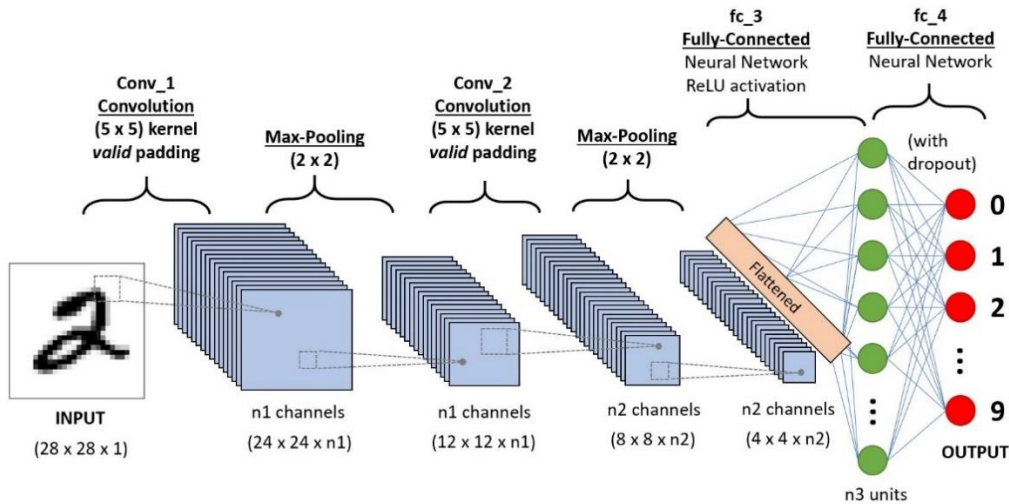 Conv_1
Convolution
(5 x 5) kernel
valid padding
Max-Pooling
(2 x 2)
Conv_2
Convolution
(5 x 5) kernel
valid padding
Max-Pooling
(2 x 2)
fc_3
Fully-Connected
Neural Network
ReLU activation
fc_4
Fully-Connected
Neural Network
(with
dropout)
Flattened
0
1
2
9
OUTPUT
INPUT
(28 x 28 x 1)
n1 channels
(24 x 24 x n1)
n1 channels
(12 x 12 x n1)
n2 channels
(8 x 8 x n2)
n2 channels
(4 x 4 x n2)
n3 units
2